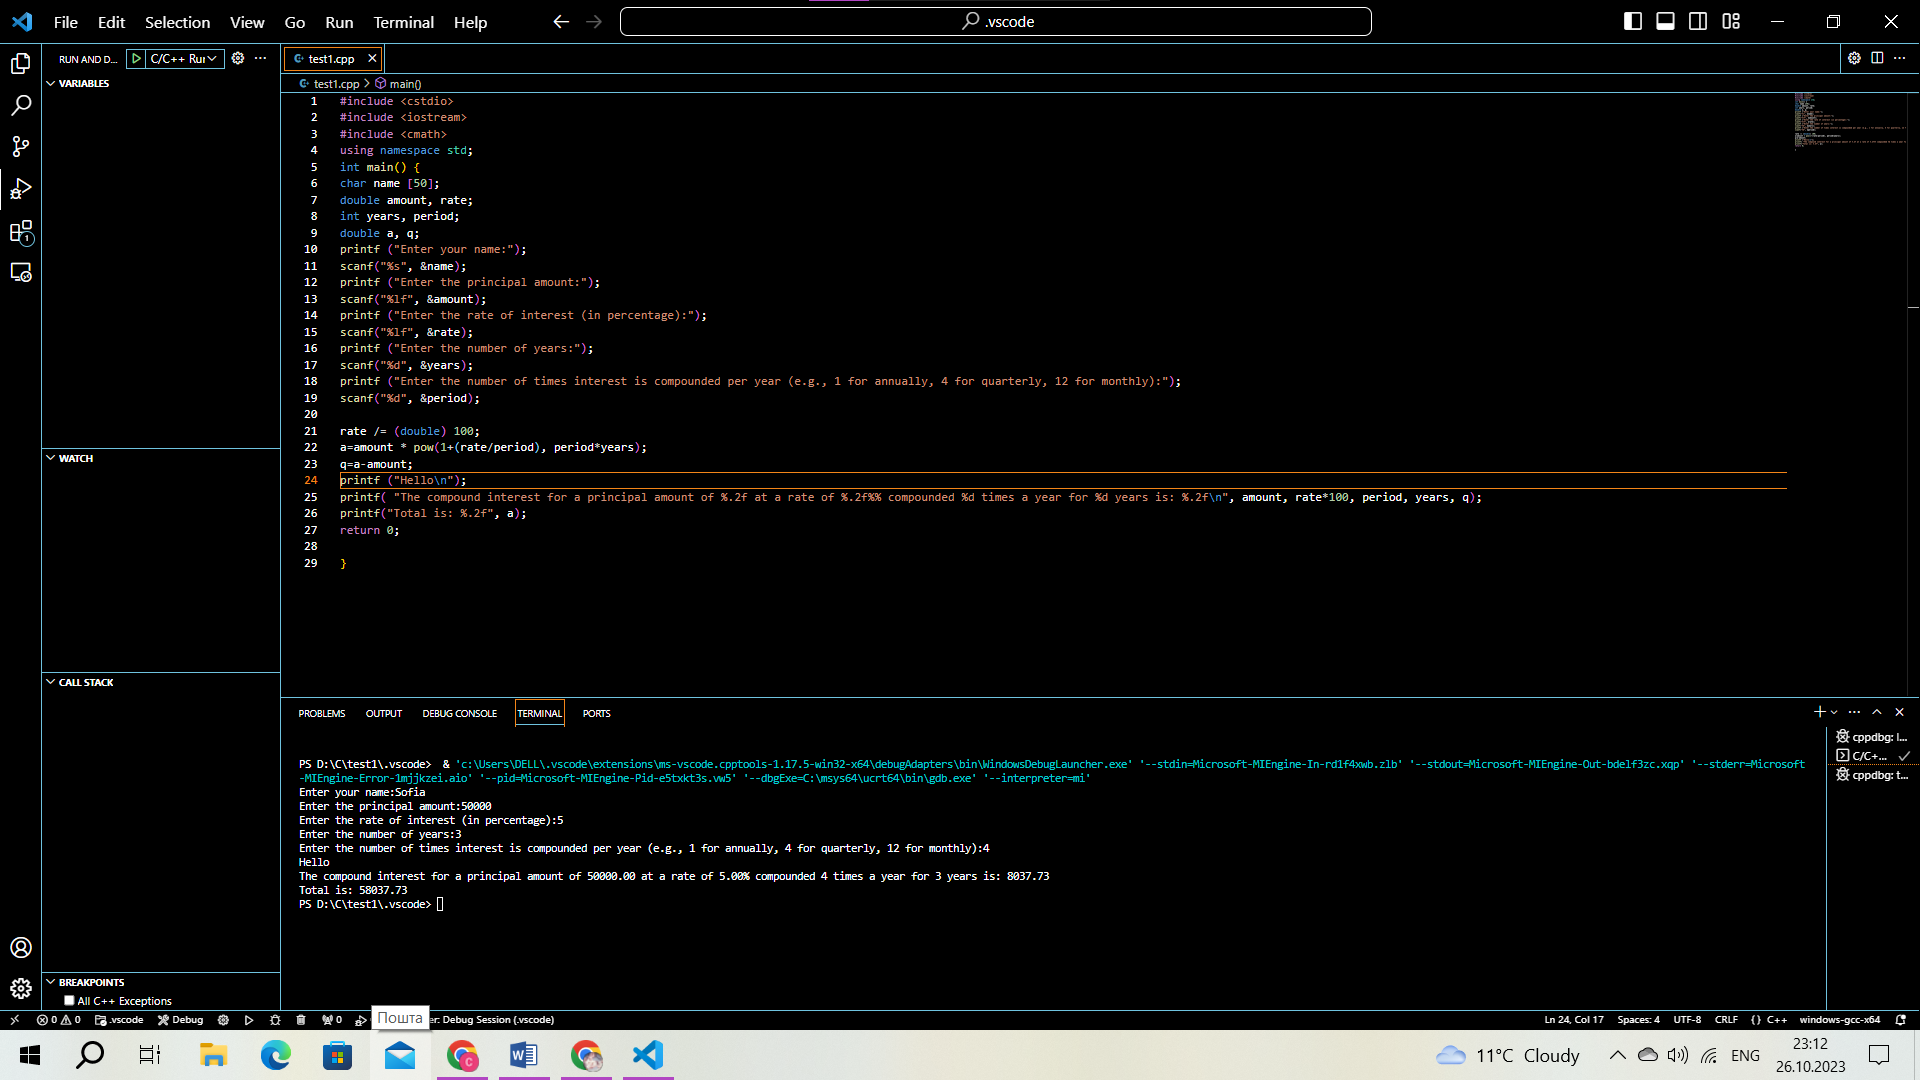 File Edit Selection View Go Run Terminal Help
.vscode
RUN AND D... C/C++ Rur
VARIABLES
WATCH
CALL STACK
BREAKPOINTS
All C++ Exceptions
test1.cpp
test1.cpp > main()
1 #include <cstdio>
2 #include <iostream>
3 #include <cmath>
4 using namespace std;
5 int main() {
6 char name [50];
7 double amount, rate;
8 int years, period;
9 double a, q;
10 printf ("Enter your name:");
11 scanf("%s", &name);
12 printf ("Enter the principal amount:");
13 scanf("%lf", &amount);
14 printf ("Enter the rate of interest (in percentage):");
15 scanf("%lf", &rate);
16 printf ("Enter the number of years:");
17 scanf("%d", &years);
18 printf ("Enter the number of times interest is compounded per year (e.g., 1 for annually, 4 for quarterly, 12 for monthly):");
19 scanf("%d", &period);
20
21 rate /= (double) 100;
22 a=amount * pow(1+(rate/period), period*years);
23 q=a-amount;
24 printf ("Hello\n");
25 printf( "The compound interest for a principal amount of %.2f at a rate of %.2f%% compounded %d times a year for %d years is: %.2f\n", amount, rate*100, period, years, q);
26 printf("Total is: %.2f", a);
27 return 0;
28
29 }
PROBLEMS OUTPUT DEBUG CONSOLE TERMINAL PORTS
PS D:\C\test1\.vscode> & 'c:\Users\DELL\.vscode\extensions\ms-vscode.cpptools-1.17.5-win32-x64\debugAdapters\bin\WindowsDebugLauncher.exe' '--stdin=Microsoft-MIEngine-In-rd1f4xwb.zlb' '--stdout=Microsoft-MIEngine-Out-bdelf3zc.xqp' '--stderr=Microsoft
-MIEngine-Error-1mjjkzei.aio' '--pid=Microsoft-MIEngine-Pid-e5txkt3s.vw5' '--dbgExe=C:\msys64\ucrt64\bin\gdb.exe' '--interpreter=mi'
Enter your name:Sofia
Enter the principal amount:50000
Enter the rate of interest (in percentage):5
Enter the number of years:3
Enter the number of times interest is compounded per year (e.g., 1 for annually, 4 for quarterly, 12 for monthly):4
Hello
The compound interest for a principal amount of 50000.00 at a rate of 5.00% compounded 4 times a year for 3 years is: 8037.73
Total is: 58037.73
PS D:\C\test1\.vscode>
cppdbg: l...
C/C+...
cppdbg: t...
0 0 .vscode Debug 0 Пошта er: Debug Session (.vscode) Ln 24, Col 17 Spaces: 4 UTF-8 CRLF {} C++ windows-gcc-x64
11°C Cloudy ENG
23:12
26.10.2023